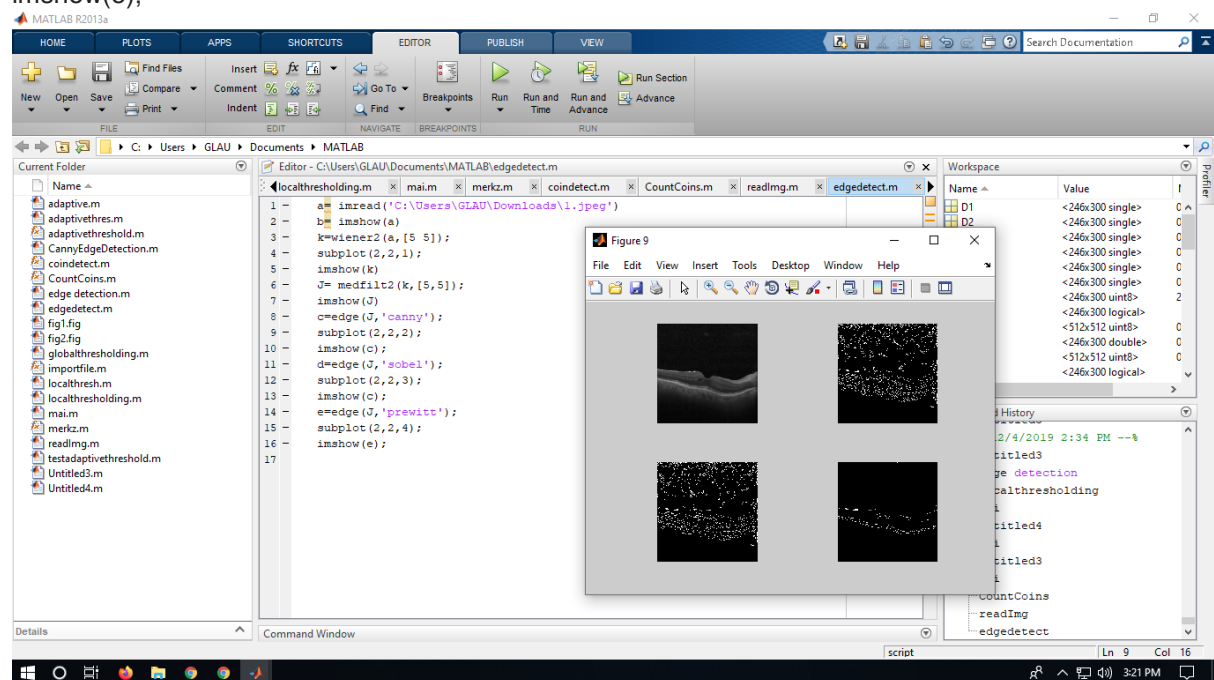 imshow(e);
MATLAB R2013a
HOME PLOTS APPS SHORTCUTS EDITOR PUBLISH VIEW Search Documentation
New Open Save Find Files Compare Print Insert Comment Indent fx Go To Find Breakpoints Run Run and Time Run and Advance Run Section Advance
FILE EDIT NAVIGATE BREAKPOINTS RUN
C: Users GLAU Documents MATLAB
Current Folder
Name
adaptive.m
adaptivethres.m
adaptivethreshold.m
CannyEdgeDetection.m
coindetect.m
CountCoins.m
edge detection.m
edgedetect.m
fig1.fig
fig2.fig
globalthresholding.m
importfile.m
localthresh.m
localthresholding.m
mai.m
merkz.m
readImg.m
testadaptivethreshold.m
Untitled3.m
Untitled4.m
Details
Editor - C:\Users\GLAU\Documents\MATLAB\edgedetect.m
localthresholding.m mai.m merkz.m coindetect.m CountCoins.m readImg.m edgedetect.m
1 - a= imread('C:\Users\GLAU\Downloads\1.jpeg')
2 - b= imshow(a)
3 - k=wiener2(a,[5 5]);
4 - subplot(2,2,1);
5 - imshow(k)
6 - J= medfilt2(k,[5,5]);
7 - imshow(J)
8 - c=edge(J,'canny');
9 - subplot(2,2,2);
10 - imshow(c);
11 - d=edge(J,'sobel');
12 - subplot(2,2,3);
13 - imshow(c);
14 - e=edge(J,'prewitt');
15 - subplot(2,2,4);
16 - imshow(e);
17
Figure 9
File Edit View Insert Tools Desktop Window Help
Command Window
Workspace
Name Value
D1 <246x300 single>
D2 <246x300 single>
<246x300 single>
<246x300 single>
<246x300 single>
<246x300 single>
<246x300 uint8>
<246x300 logical>
<512x512 uint8>
<246x300 double>
<512x512 uint8>
<246x300 logical>
Profiler
d History
2/4/2019 2:34 PM --%
titled3
ge detection
calthresholding
i
titled4
i
titled3
i
CountCoins
readImg
edgedetect
script Ln 9 Col 16
3:21 PM